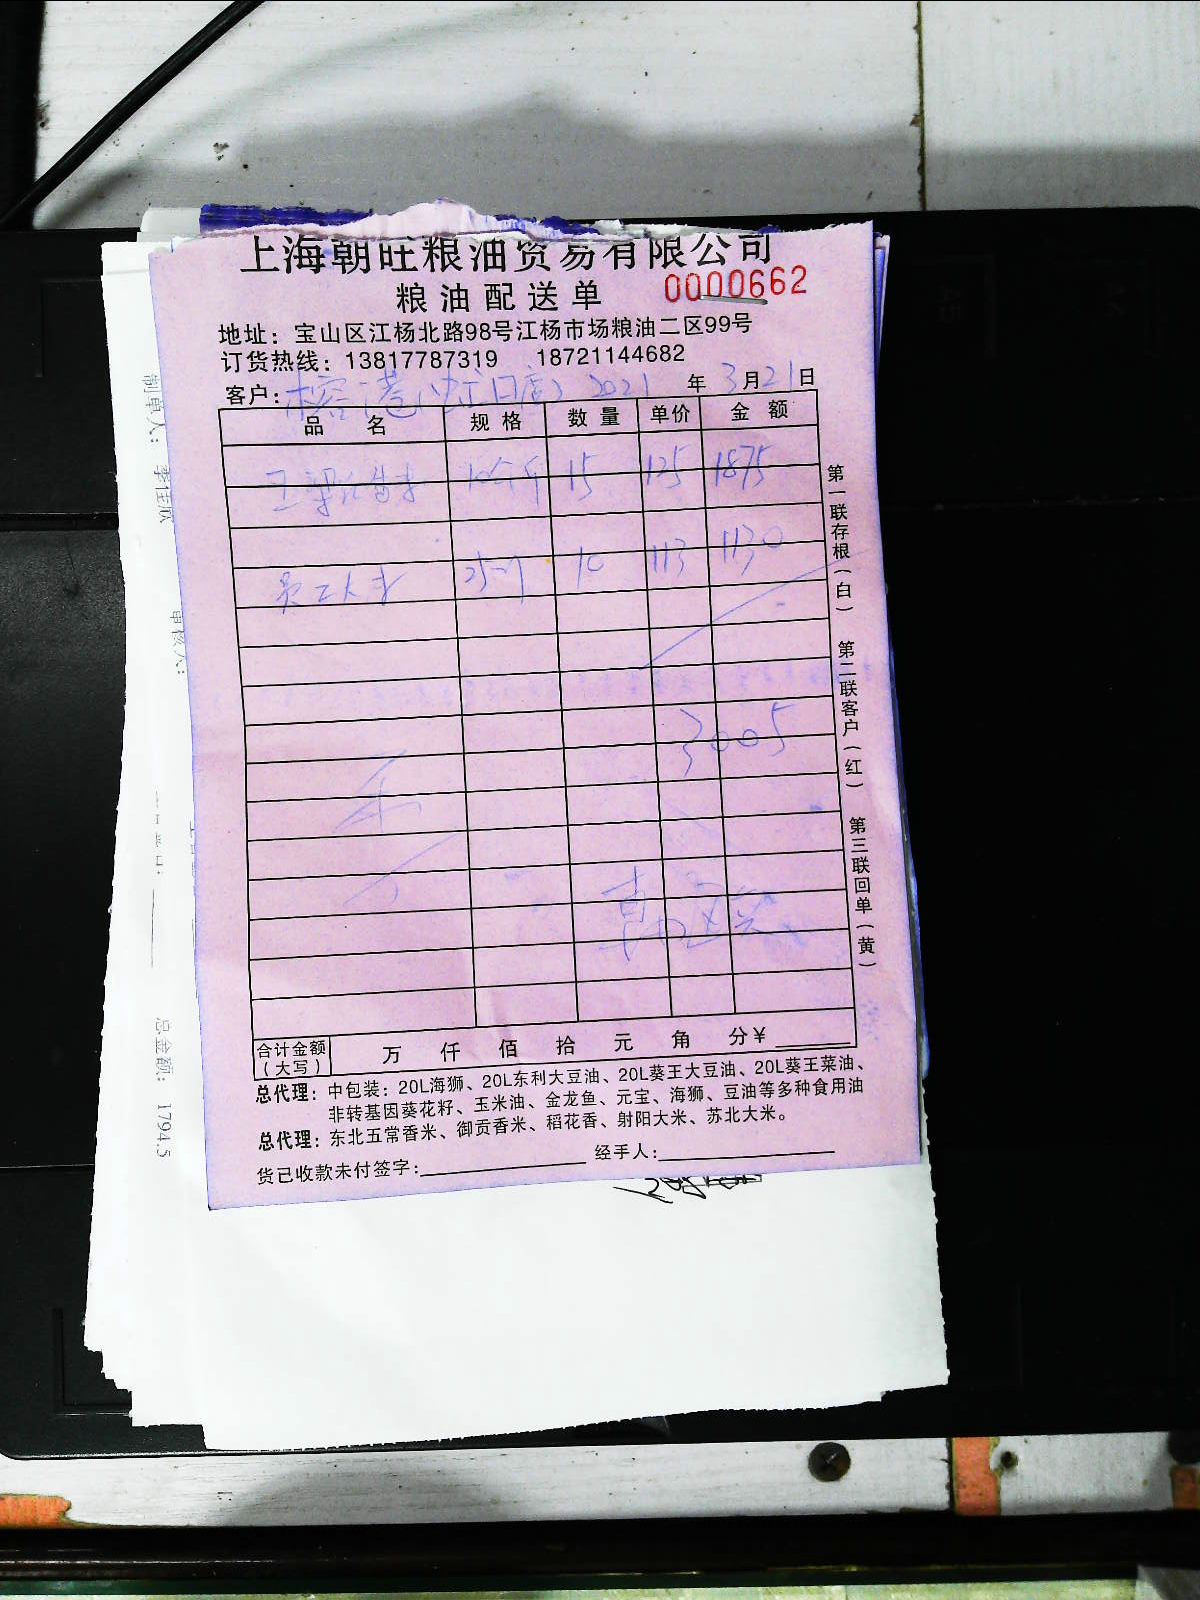 上海朝旺粮油贸易有限公司
粮油配送单 0000662
地址：宝山区江杨北路98号江杨市场粮油二区99号
订货热线：13817787319 18721144682
客户： 2021 年 3月21日
品 名 规格 数量 单价 金额
15 125 1875
员工大米 10 113 1130
3005
合计金额（大写） 万 仟 佰 拾 元 角 分￥
总代理：中包装：20L海狮、20L东利大豆油、20L葵王大豆油、20L葵王菜油、
非转基因葵花籽、玉米油、金龙鱼、元宝、海狮、豆油等多种食用油
总代理：东北五常香米、御贡香米、稻花香、射阳大米、苏北大米。
货已收款未付签字： 经手人：
第一联存根（白） 第二联客户（红） 第三联回单（黄）
制单人：
审核人：
总金额： 1794.5